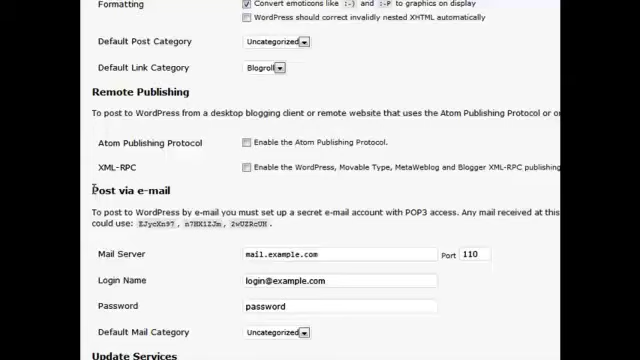 Formatting
Convert emoticons like :-) and :-P to graphics on display
WordPress should correct invalidly nested XHTML automatically
Default Post Category Uncategorized
Default Link Category Blogroll
Remote Publishing
To post to WordPress from a desktop blogging client or remote website that uses the Atom Publishing Protocol or on
Atom Publishing Protocol Enable the Atom Publishing Protocol.
XML-RPC Enable the WordPress, Movable Type, MetaWeblog and Blogger XML-RPC publishing
Post via e-mail
To post to WordPress by e-mail you must set up a secret e-mail account with POP3 access. Any mail received at this
could use: EJycXn97 , n7HX1ZJm , 2wUZRcUH .
Mail Server mail.example.com Port 110
Login Name login@example.com
Password password
Default Mail Category Uncategorized
Update Services